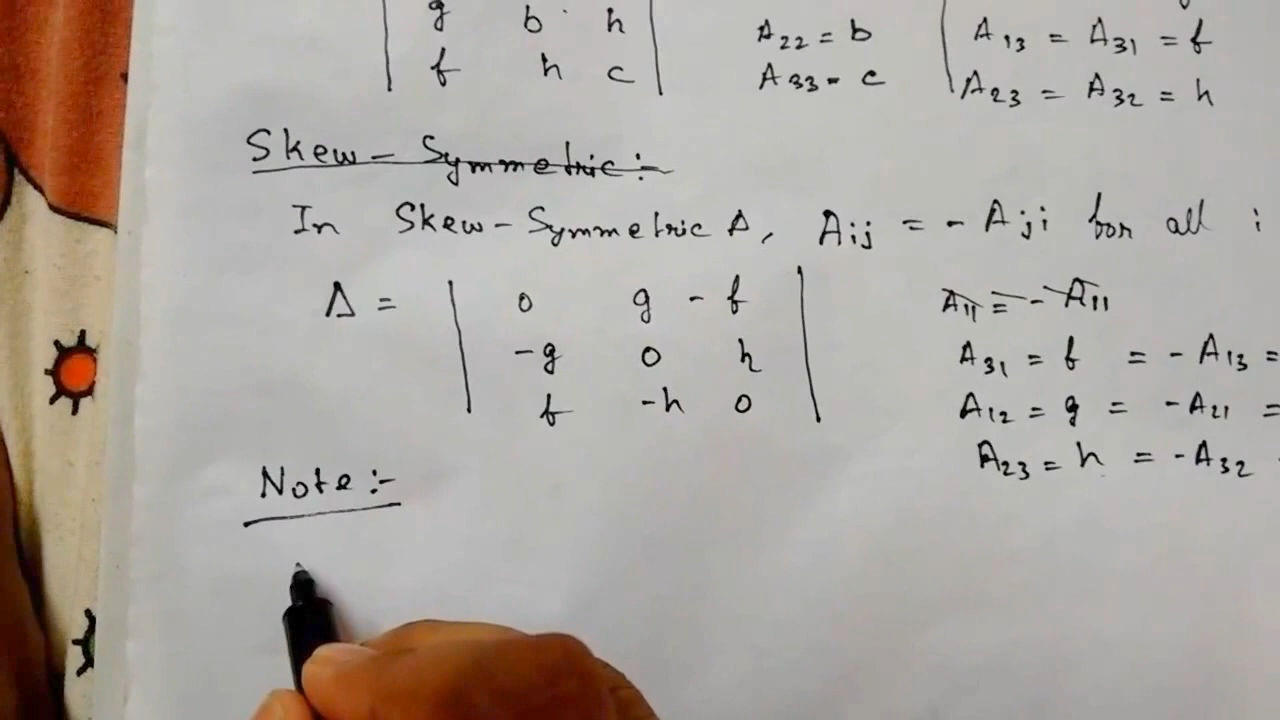 g b h
f h c
A22 = b
A33 = c
A13 = A31 = f
A23 = A32 = h
Skew-Symmetric:-
In Skew-Symmetric Δ, Aij = - Aji for all i
Δ = | 0 g -f |
| -g 0 h |
| f -h 0 |
A11 = - A11
A31 = f = - A13 =
A12 = g = - A21 =
A23 = h = - A32
Note:-